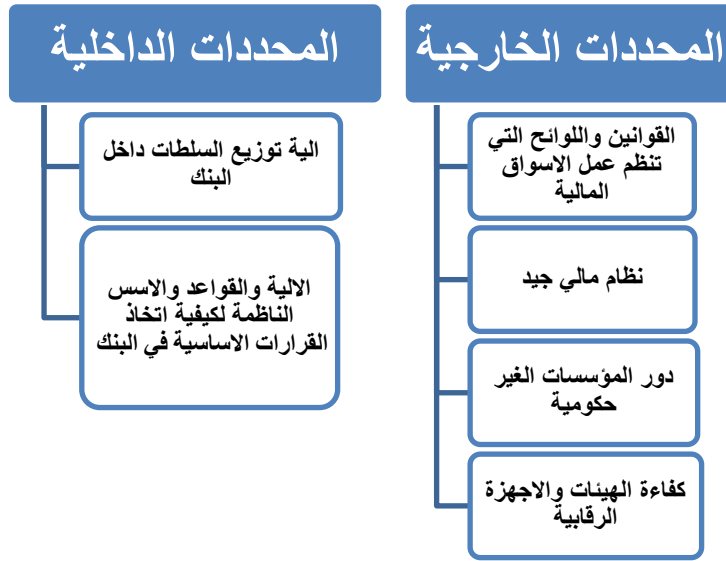 المحددات الخارجية
القوانين واللوائح التي
تنظم عمل الاسواق
المالية
نظام مالي جيد
دور المؤسسات الغير
حكومية
كفاءة الهيئات والاجهزة
الرقابية
المحددات الداخلية
الية توزيع السلطات داخل
البنك
الالية والقواعد والاسس
الناظمة لكيفية اتخاذ
القرارات الاساسية في البنك